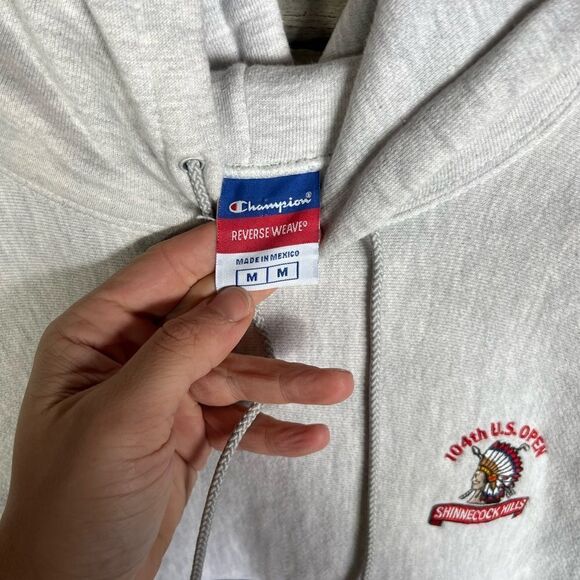 Champion®
REVERSE WEAVE®
MADE IN MEXICO
M M
104th U.S. OPEN
SHINNECOCK HILLS